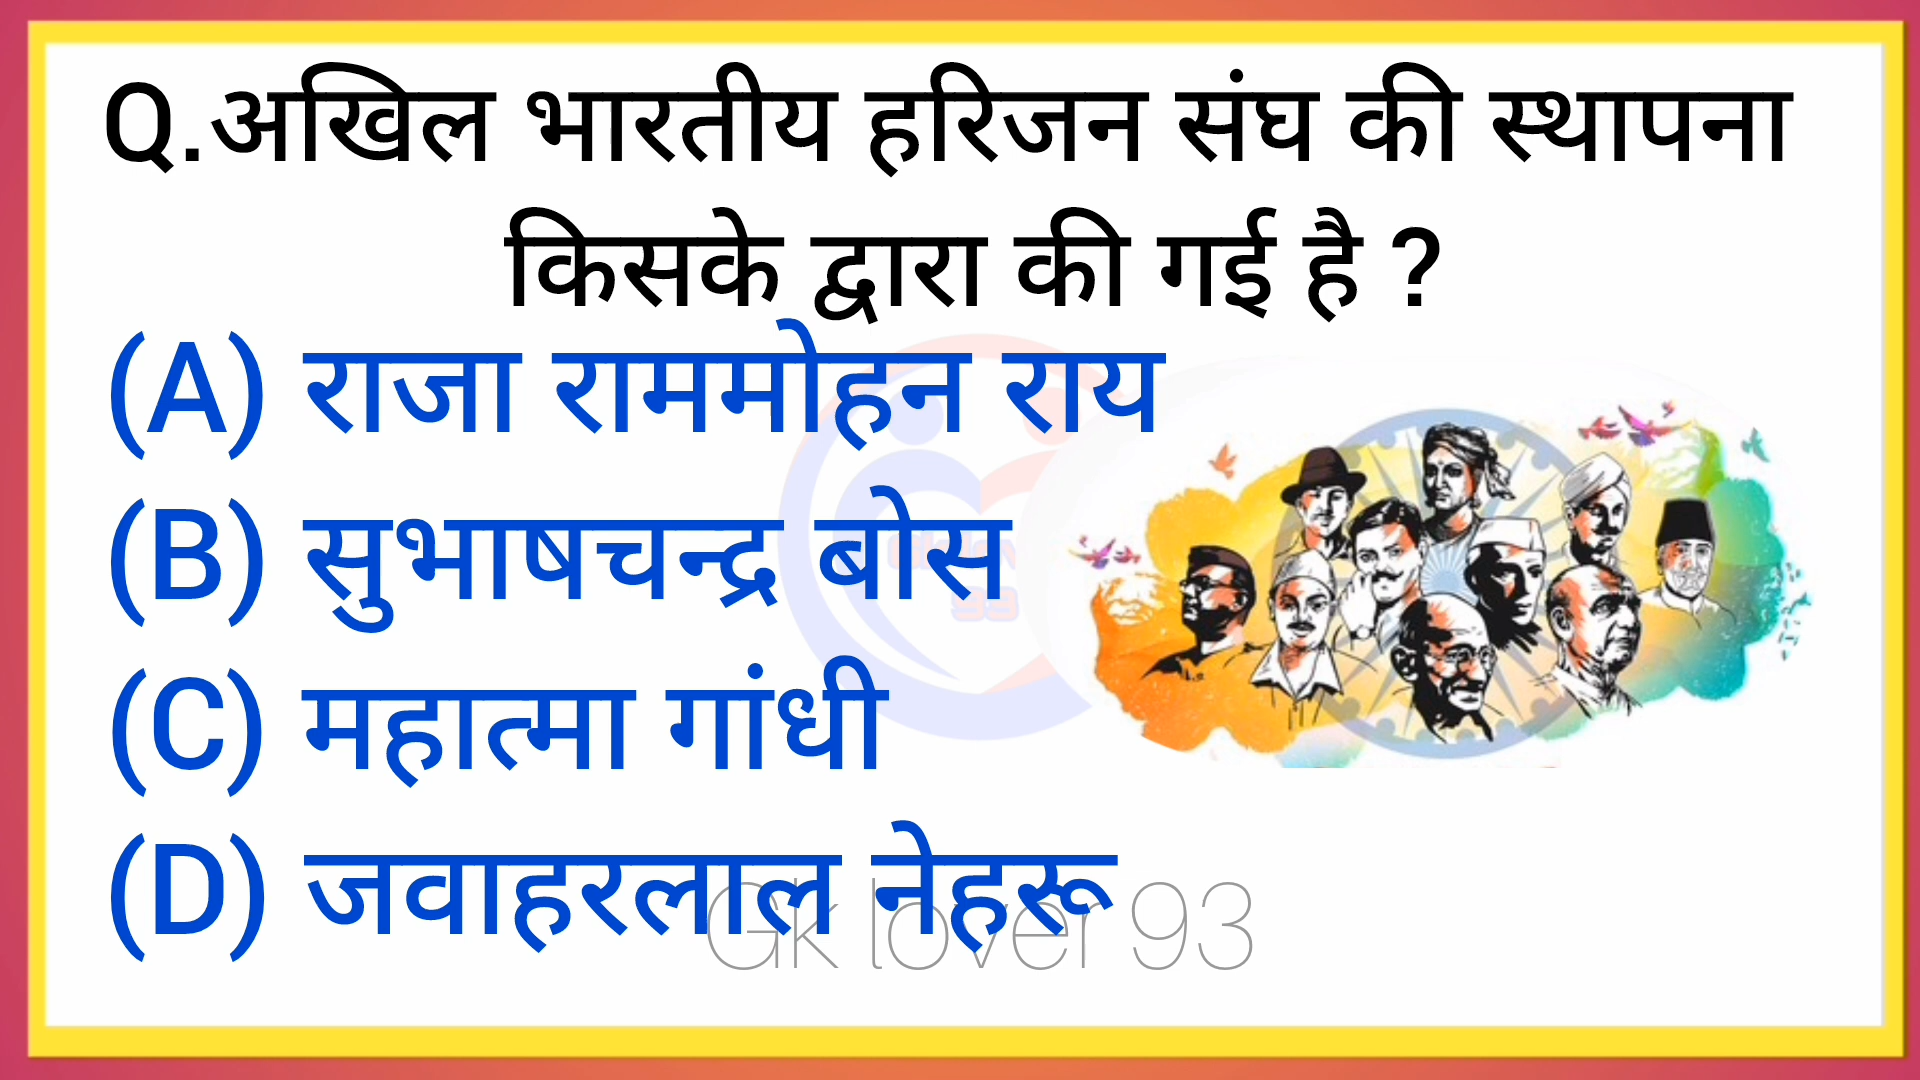 Q.अखिल भारतीय हरिजन संघ की स्थापना
किसके द्वारा की गई है ?
(A) राजा राममोहन राय
(B) सुभाषचन्द्र बोस
(C) महात्मा गांधी
(D) जवाहरलाल नेहरू
Gk lover 93